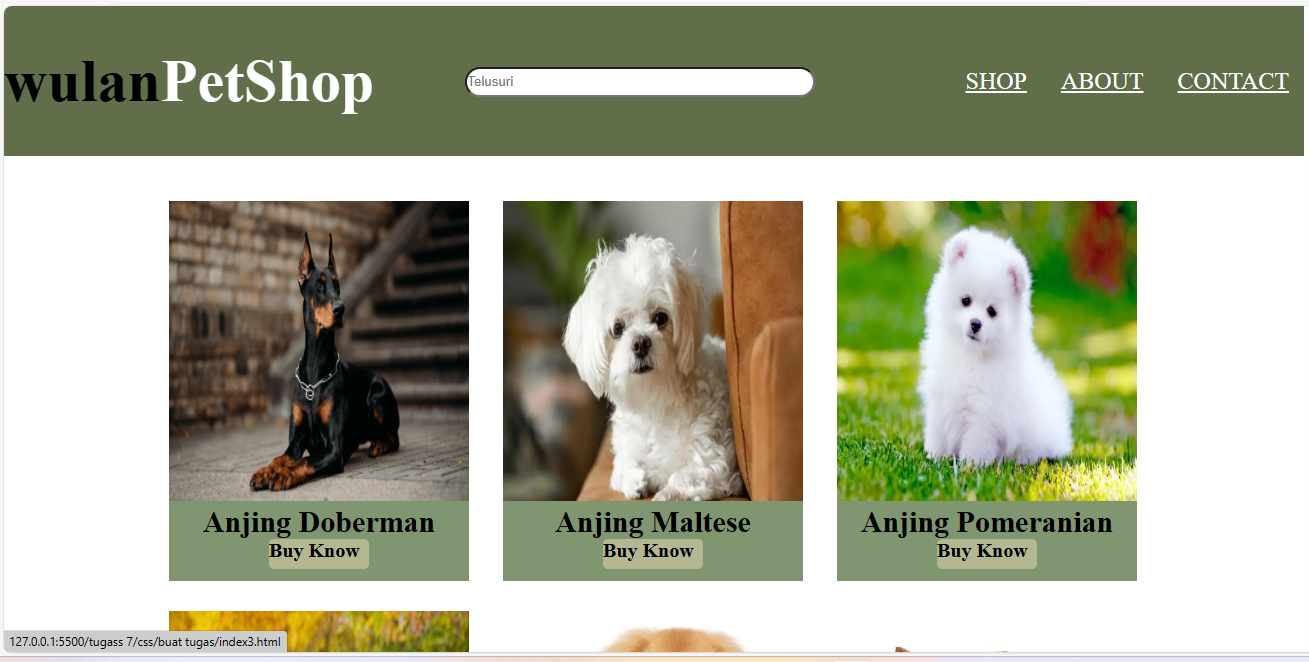 wulanPetShop
Telusuri
SHOP ABOUT CONTACT
Anjing Doberman
Buy Know
Anjing Maltese
Buy Know
Anjing Pomeranian
Buy Know
127.0.0.1:5500/tugass 7/css/buat tugas/index3.html